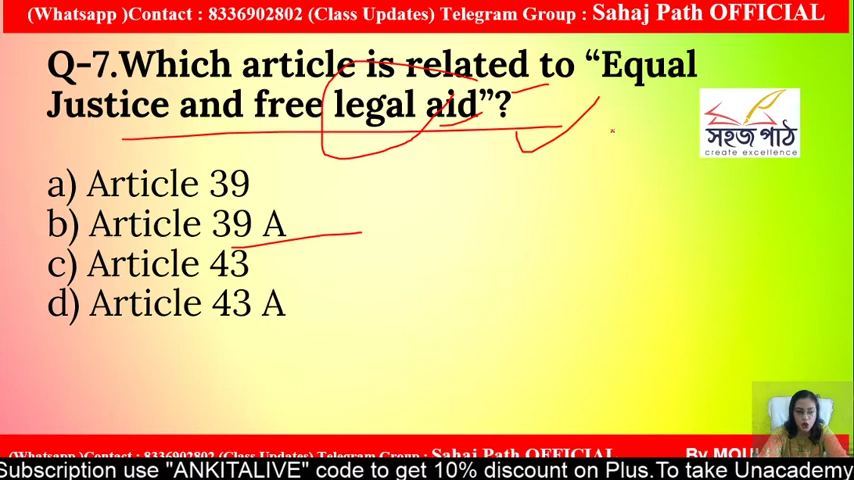 (Whatsapp )Contact : 8336902802 (Class Updates) Telegram Group : Sahaj Path OFFICIAL
Q-7.Which article is related to “Equal
Justice and free legal aid”?
সহজ পাঠ
create excellence
a) Article 39
b) Article 39 A
c) Article 43
d) Article 43 A
(Whatsapp )Contact : 8336902802 (Class Updates) Telegram Group : Sahaj Path OFFICIAL
By MOU
Subscription use "ANKITALIVE" code to get 10% discount on Plus.To take Unacademy